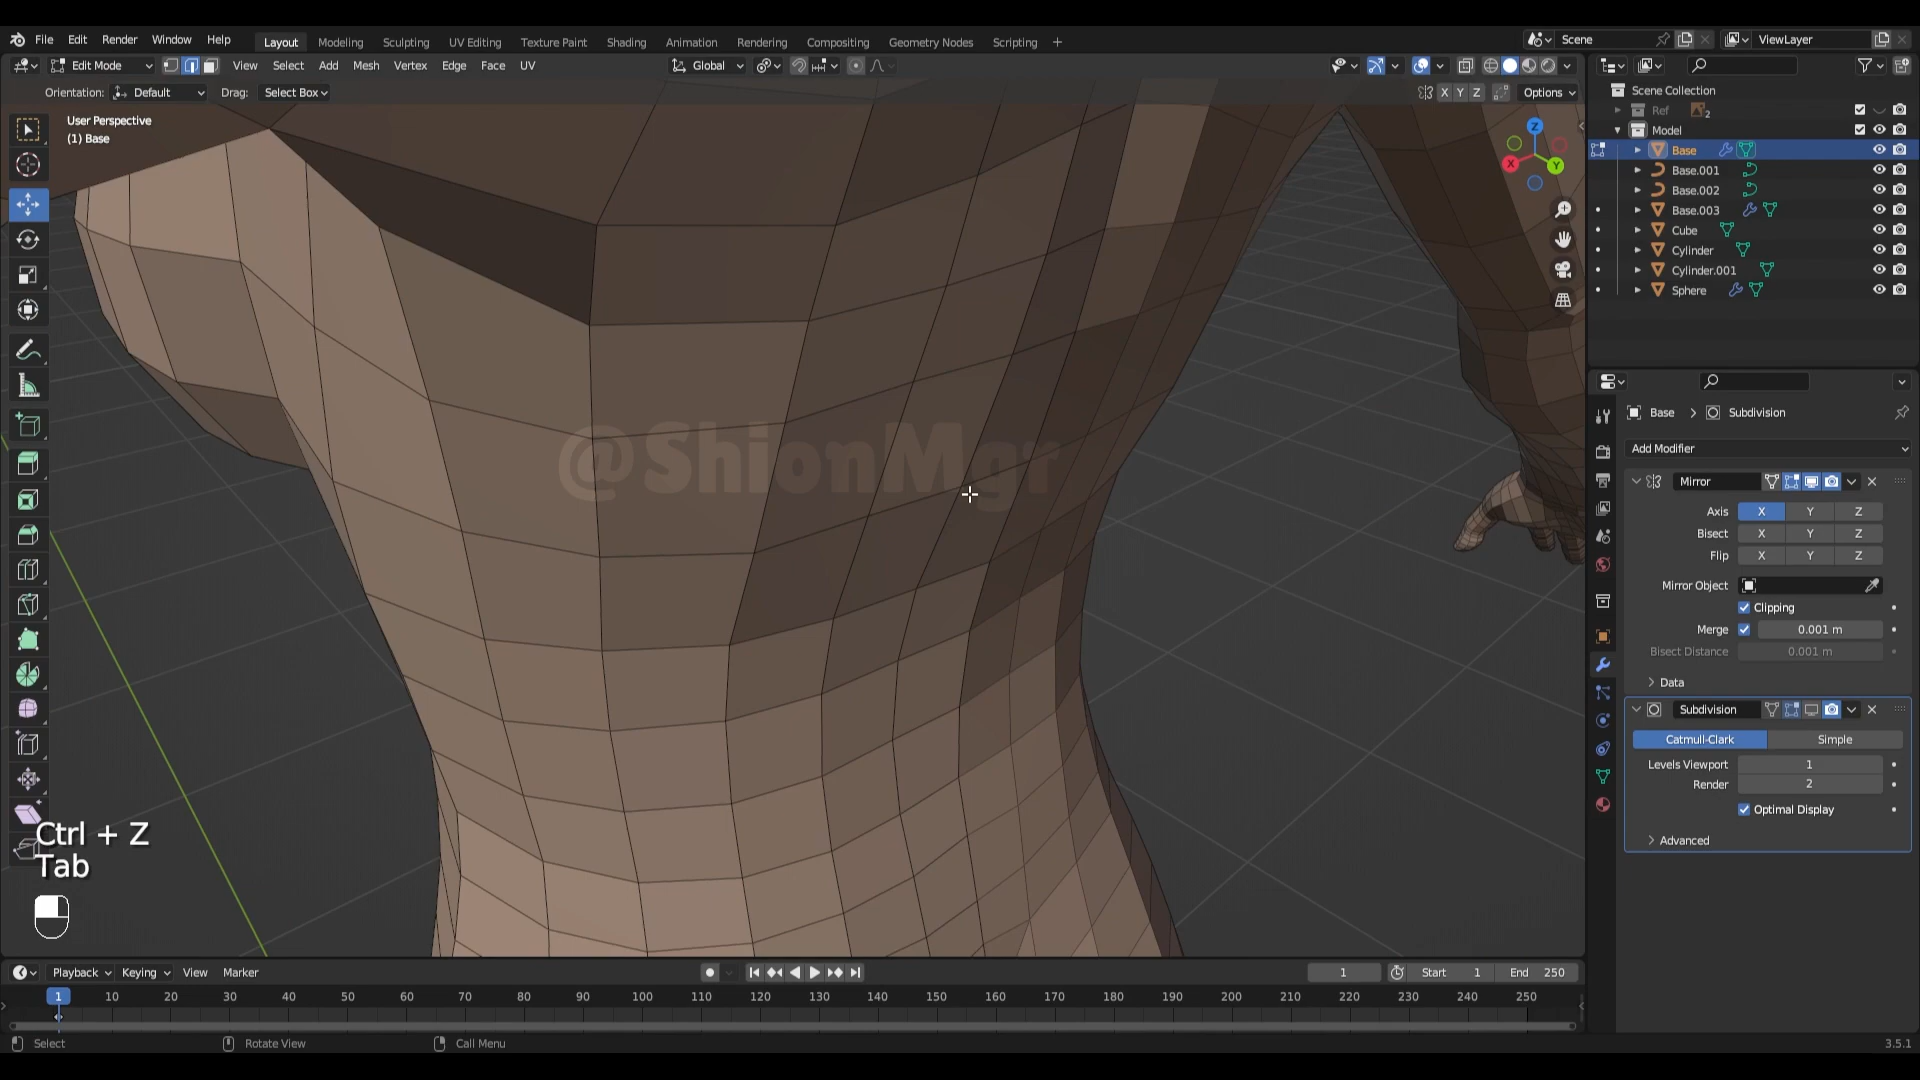 File Edit Render Window Help Layout Modeling Sculpting UV Editing Texture Paint Shading Animation Rendering Compositing Geometry Nodes Scripting + Scene ViewLayer
Edit Mode View Select Add Mesh Vertex Edge Face UV Global
Orientation: Default Drag: Select Box X Y Z Options
User Perspective
(1) Base
Z
X
Y
@ShionMgr
Ctrl + Z
Tab
Scene Collection
Ref 2
Model
Base
Base.001
Base.002
Base.003
Cube
Cylinder
Cylinder.001
Sphere
Base > Subdivision
Add Modifier
Mirror
Axis X Y Z
Bisect X Y Z
Flip X Y Z
Mirror Object
Clipping
Merge 0.001 m
Bisect Distance 0.001 m
Data
Subdivision
Catmull-Clark Simple
Levels Viewport 1
Render 2
Optimal Display
Advanced
Playback Keying View Marker 1 Start 1 End 250
1 10 20 30 40 50 60 70 80 90 100 110 120 130 140 150 160 170 180 190 200 210 220 230 240 250
Select Rotate View Call Menu 3.5.1